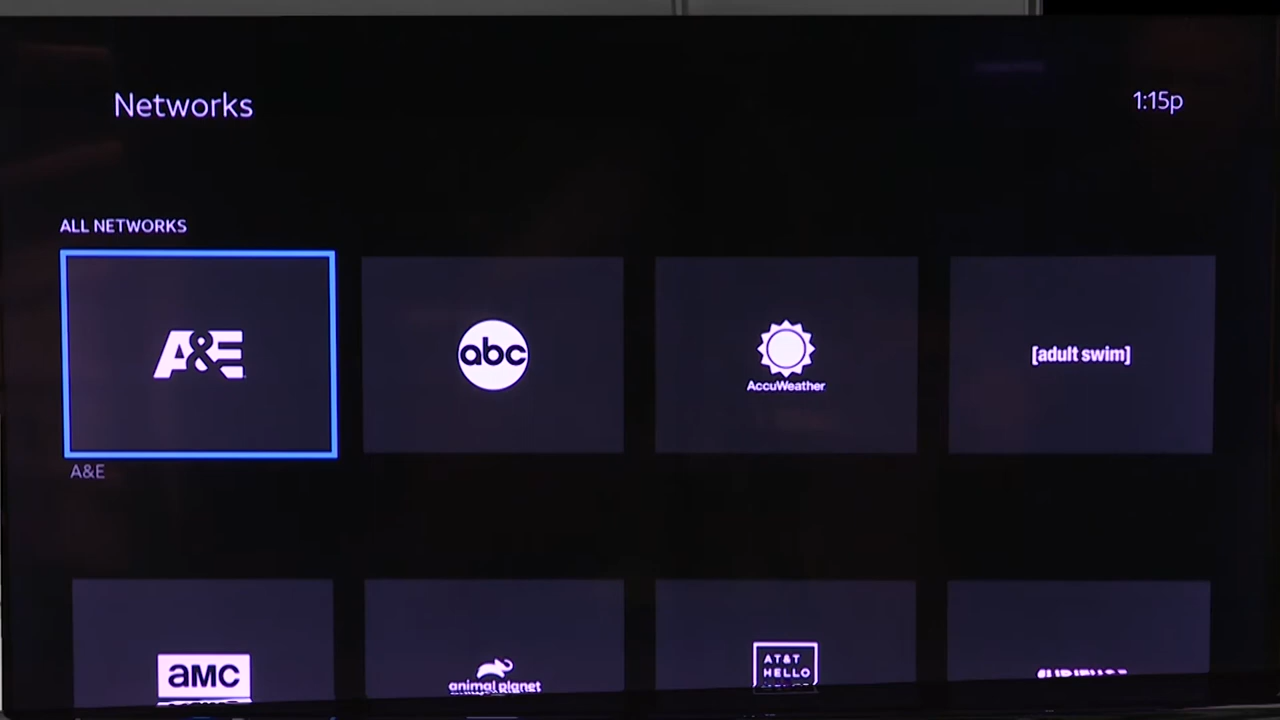 Networks
1:15p
ALL NETWORKS
A&E
abc
AccuWeather
[adult swim]
A&E
amc
animal planet
AT&T
HELLO